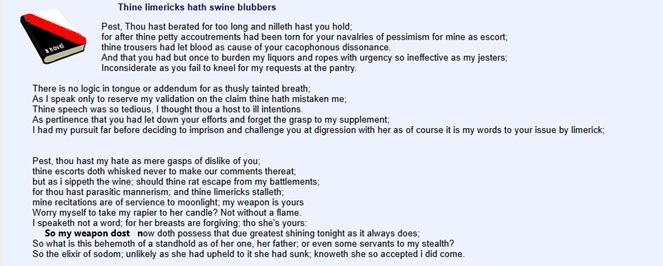 Thine limericks hath swine blubbers
a novel
Pest, Thou hast berated for too long and nilleth hast you hold;
for after thine petty accoutrements had been torn for your navalries of pessimism for mine as escort;
thine trousers had let blood as cause of your cacophonous dissonance.
And that you had but once to burden my liquors and ropes with urgency so ineffective as my jesters;
Inconsiderate as you fail to kneel for my requests at the pantry.
There is no logic in tongue or addendum for as thusly tainted breath;
As I speak only to reserve my validation on the claim thine hath mistaken me;
Thine speech was so tedious, I thought thou a host to ill intentions.
As pertinence that you had let down your efforts and forget the grasp to my supplement;
I had my pursuit far before deciding to imprison and challenge you at digression with her as of course it is my words to your issue by limerick;
Pest, thou hast my hate as mere gasps of dislike of you;
thine escorts doth whisked never to make our comments thereat;
but as i sippeth the wine; should thine rat escape from my battlements;
for thou hast parasitic mannerism; and thine limericks stalleth;
mine recitations are of servience to moonlight; my weapon is yours
Worry myself to take my rapier to her candle? Not without a flame.
I speaketh not a word; for her breasts are forgiving; tho she's yours:
So my weapon dost now doth possess that due greatest shining tonight as it always does;
So what is this behemoth of a standhold as of her one, her father; or even some servants to my stealth?
So the elixir of sodom; unlikely as she had upheld to it she had sunk; knoweth she so accepted i did come.